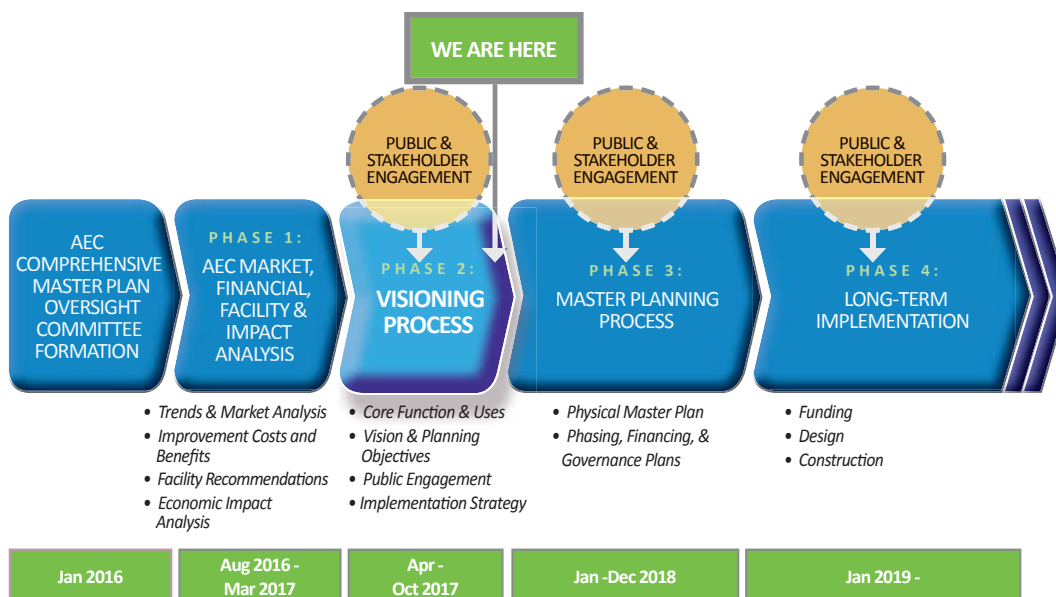 WE ARE HERE
PUBLIC &
STAKEHOLDER
ENGAGEMENT
PUBLIC &
STAKEHOLDER
ENGAGEMENT
PUBLIC &
STAKEHOLDER
ENGAGEMENT
AEC
COMPREHENSIVE
MASTER PLAN
OVERSIGHT
COMMITTEE
FORMATION
PHASE 1:
AEC MARKET,
FINANCIAL,
FACILITY &
IMPACT
ANALYSIS
PHASE 2:
VISIONING
PROCESS
PHASE 3:
MASTER PLANNING
PROCESS
PHASE 4:
LONG-TERM
IMPLEMENTATION
• Trends & Market Analysis
• Improvement Costs and
Benefits
• Facility Recommendations
• Economic Impact
Analysis
• Core Function & Uses
• Vision & Planning
Objectives
• Public Engagement
• Implementation Strategy
• Physical Master Plan
• Phasing, Financing, &
Governance Plans
• Funding
• Design
• Construction
Jan 2016
Aug 2016 -
Mar 2017
Apr -
Oct 2017
Jan -Dec 2018
Jan 2019 -